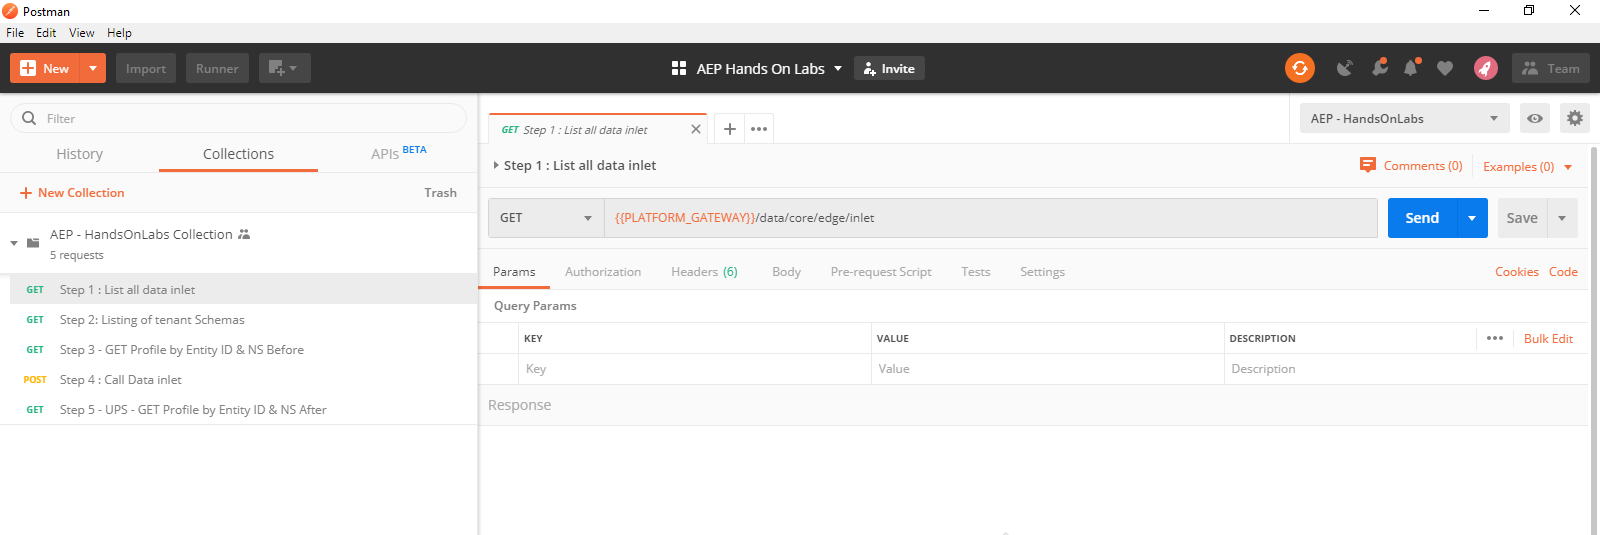 Postman
File Edit View Help
New Import Runner AEP Hands On Labs Invite Team
Filter
History Collections APIs BETA
New Collection Trash
AEP - HandsOnLabs Collection
5 requests
GET Step 1 : List all data inlet
GET Step 2: Listing of tenant Schemas
GET Step 3 - GET Profile by Entity ID & NS Before
POST Step 4 : Call Data inlet
GET Step 5 - UPS - GET Profile by Entity ID & NS After
GET Step 1 : List all data inlet
AEP - HandsOnLabs
Step 1 : List all data inlet Comments (0) Examples (0)
GET {{PLATFORM_GATEWAY}}/data/core/edge/inlet Send Save
Params Authorization Headers (6) Body Pre-request Script Tests Settings Cookies Code
Query Params
KEY VALUE DESCRIPTION Bulk Edit
Key Value Description
Response